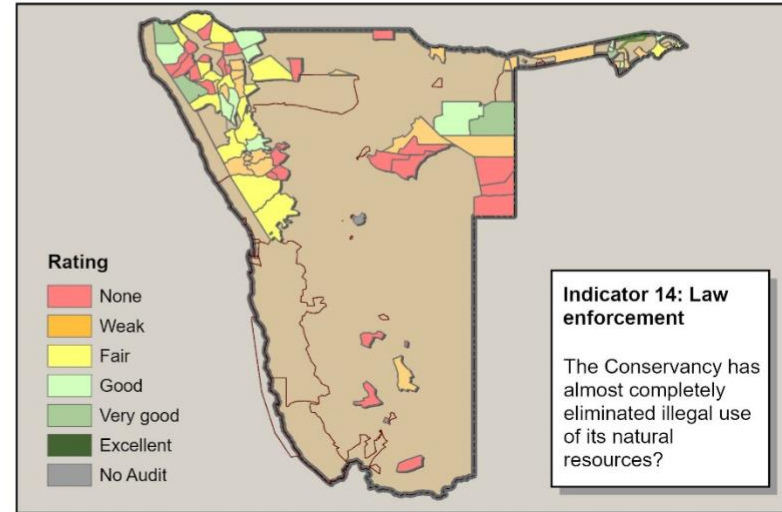 Rating
None
Weak
Fair
Good
Very good
Excellent
No Audit
Indicator 14: Law
enforcement
The Conservancy has
almost completely
eliminated illegal use
of its natural
resources?